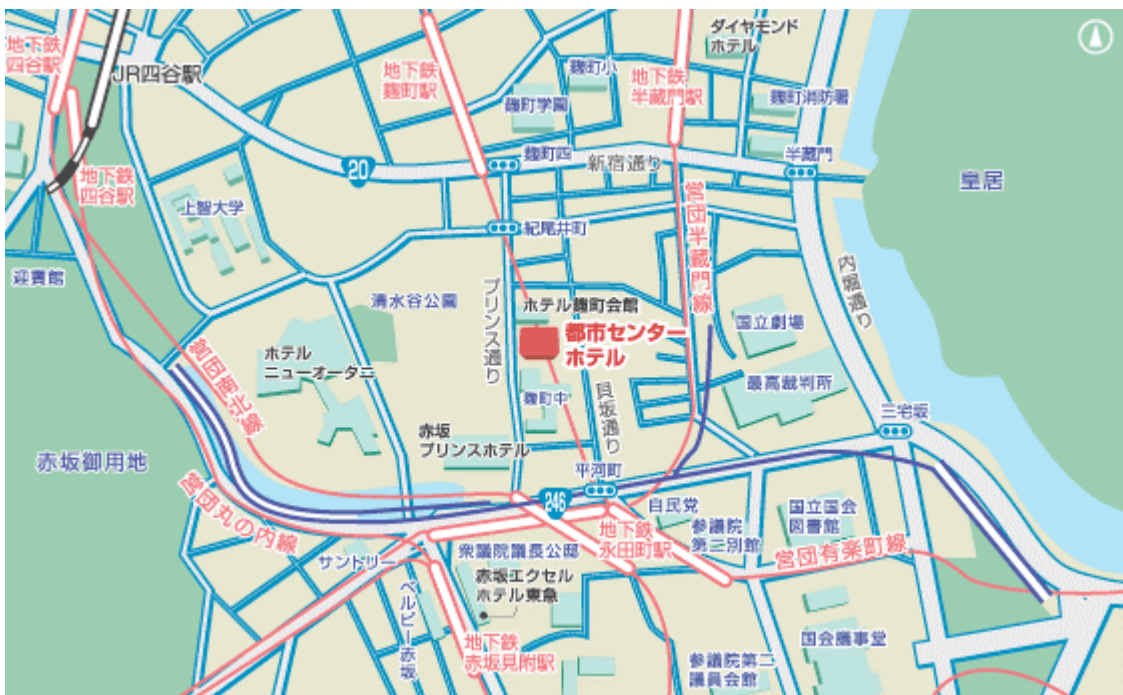 地下鉄
四谷駅
JR四谷駅
地下鉄
麹町駅
麹町小
地下鉄
半蔵門駅
ダイヤモンド
ホテル
麹町学園
麹町消防署
地下鉄
四谷駅
20
麹町四
新宿通り
半蔵門
皇居
上智大学
紀尾井町
営団半蔵門線
迎賓館
清水谷公園
プリンス通り
ホテル麹町会館
都市センター
ホテル
国立劇場
内堀通り
ホテル
ニューオータニ
麹町中
貝坂通り
最高裁判所
三宅坂
赤坂
プリンスホテル
赤坂御用地
営団丸の内線
平河町
246
自民党
地下鉄
永田町駅
参議院
第二別館
国立国会
図書館
営団有楽町線
サントリー
衆議院議長公邸
赤坂エクセル
ホテル東急
ベルビー赤坂
地下鉄
赤坂見附駅
参議院第二
議員会館
国会議事堂